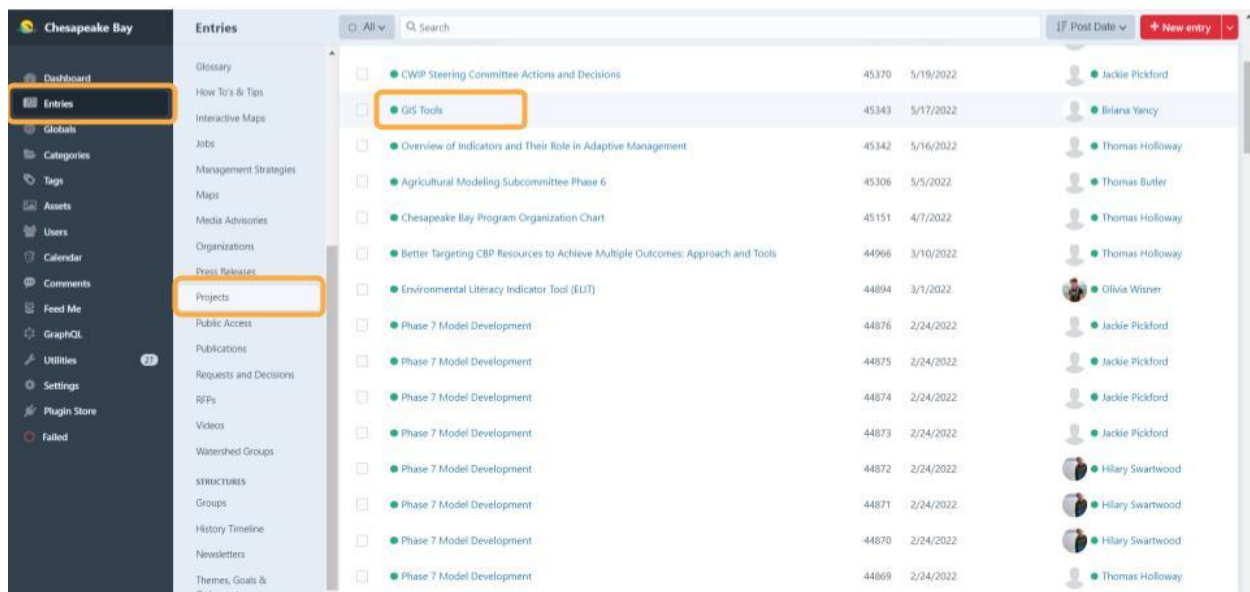 Chesapeake Bay
Dashboard
Entries
Globals
Categories
Tags
Assets
Users
Calendar
Comments
Feed Me
GraphQL
Utilities 27
Settings
Plugin Store
Failed
Entries
Glossary
How To's & Tips
Interactive Maps
Jobs
Management Strategies
Maps
Media Advisories
Organizations
Press Releases
Projects
Public Access
Publications
Requests and Decisions
RFPs
Videos
Watershed Groups
STRUCTURES
Groups
History Timeline
Newsletters
Themes, Goals &
All Search Post Date + New entry
CWIP Steering Committee Actions and Decisions 45370 5/19/2022 Jackie Pickford
GIS Tools 45343 5/17/2022 Briana Yancy
Overview of Indicators and Their Role in Adaptive Management 45342 5/16/2022 Thomas Holloway
Agricultural Modeling Subcommittee Phase 6 45306 5/5/2022 Thomas Butler
Chesapeake Bay Program Organization Chart 45151 4/7/2022 Thomas Holloway
Better Targeting CBP Resources to Achieve Multiple Outcomes: Approach and Tools 44966 3/10/2022 Thomas Holloway
Environmental Literacy Indicator Tool (ELIT) 44894 3/1/2022 Olivia Wisner
Phase 7 Model Development 44876 2/24/2022 Jackie Pickford
Phase 7 Model Development 44875 2/24/2022 Jackie Pickford
Phase 7 Model Development 44874 2/24/2022 Jackie Pickford
Phase 7 Model Development 44873 2/24/2022 Jackie Pickford
Phase 7 Model Development 44872 2/24/2022 Hilary Swartwood
Phase 7 Model Development 44871 2/24/2022 Hilary Swartwood
Phase 7 Model Development 44870 2/24/2022 Hilary Swartwood
Phase 7 Model Development 44869 2/24/2022 Thomas Holloway